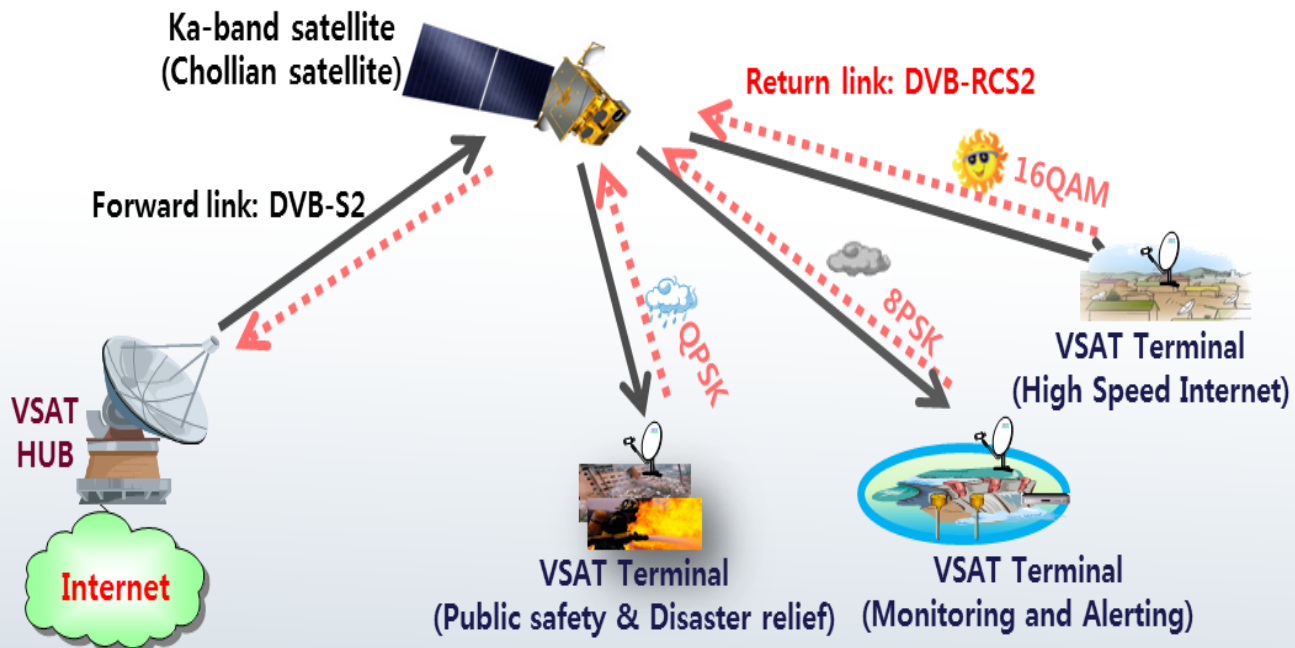 Ka-band satellite
(Chollian satellite)
Return link: DVB-RCS2
16QAM
Forward link: DVB-S2
8PSK
QPSK
VSAT Terminal
(High Speed Internet)
VSAT
HUB
Internet
VSAT Terminal
(Public safety & Disaster relief)
VSAT Terminal
(Monitoring and Alerting)